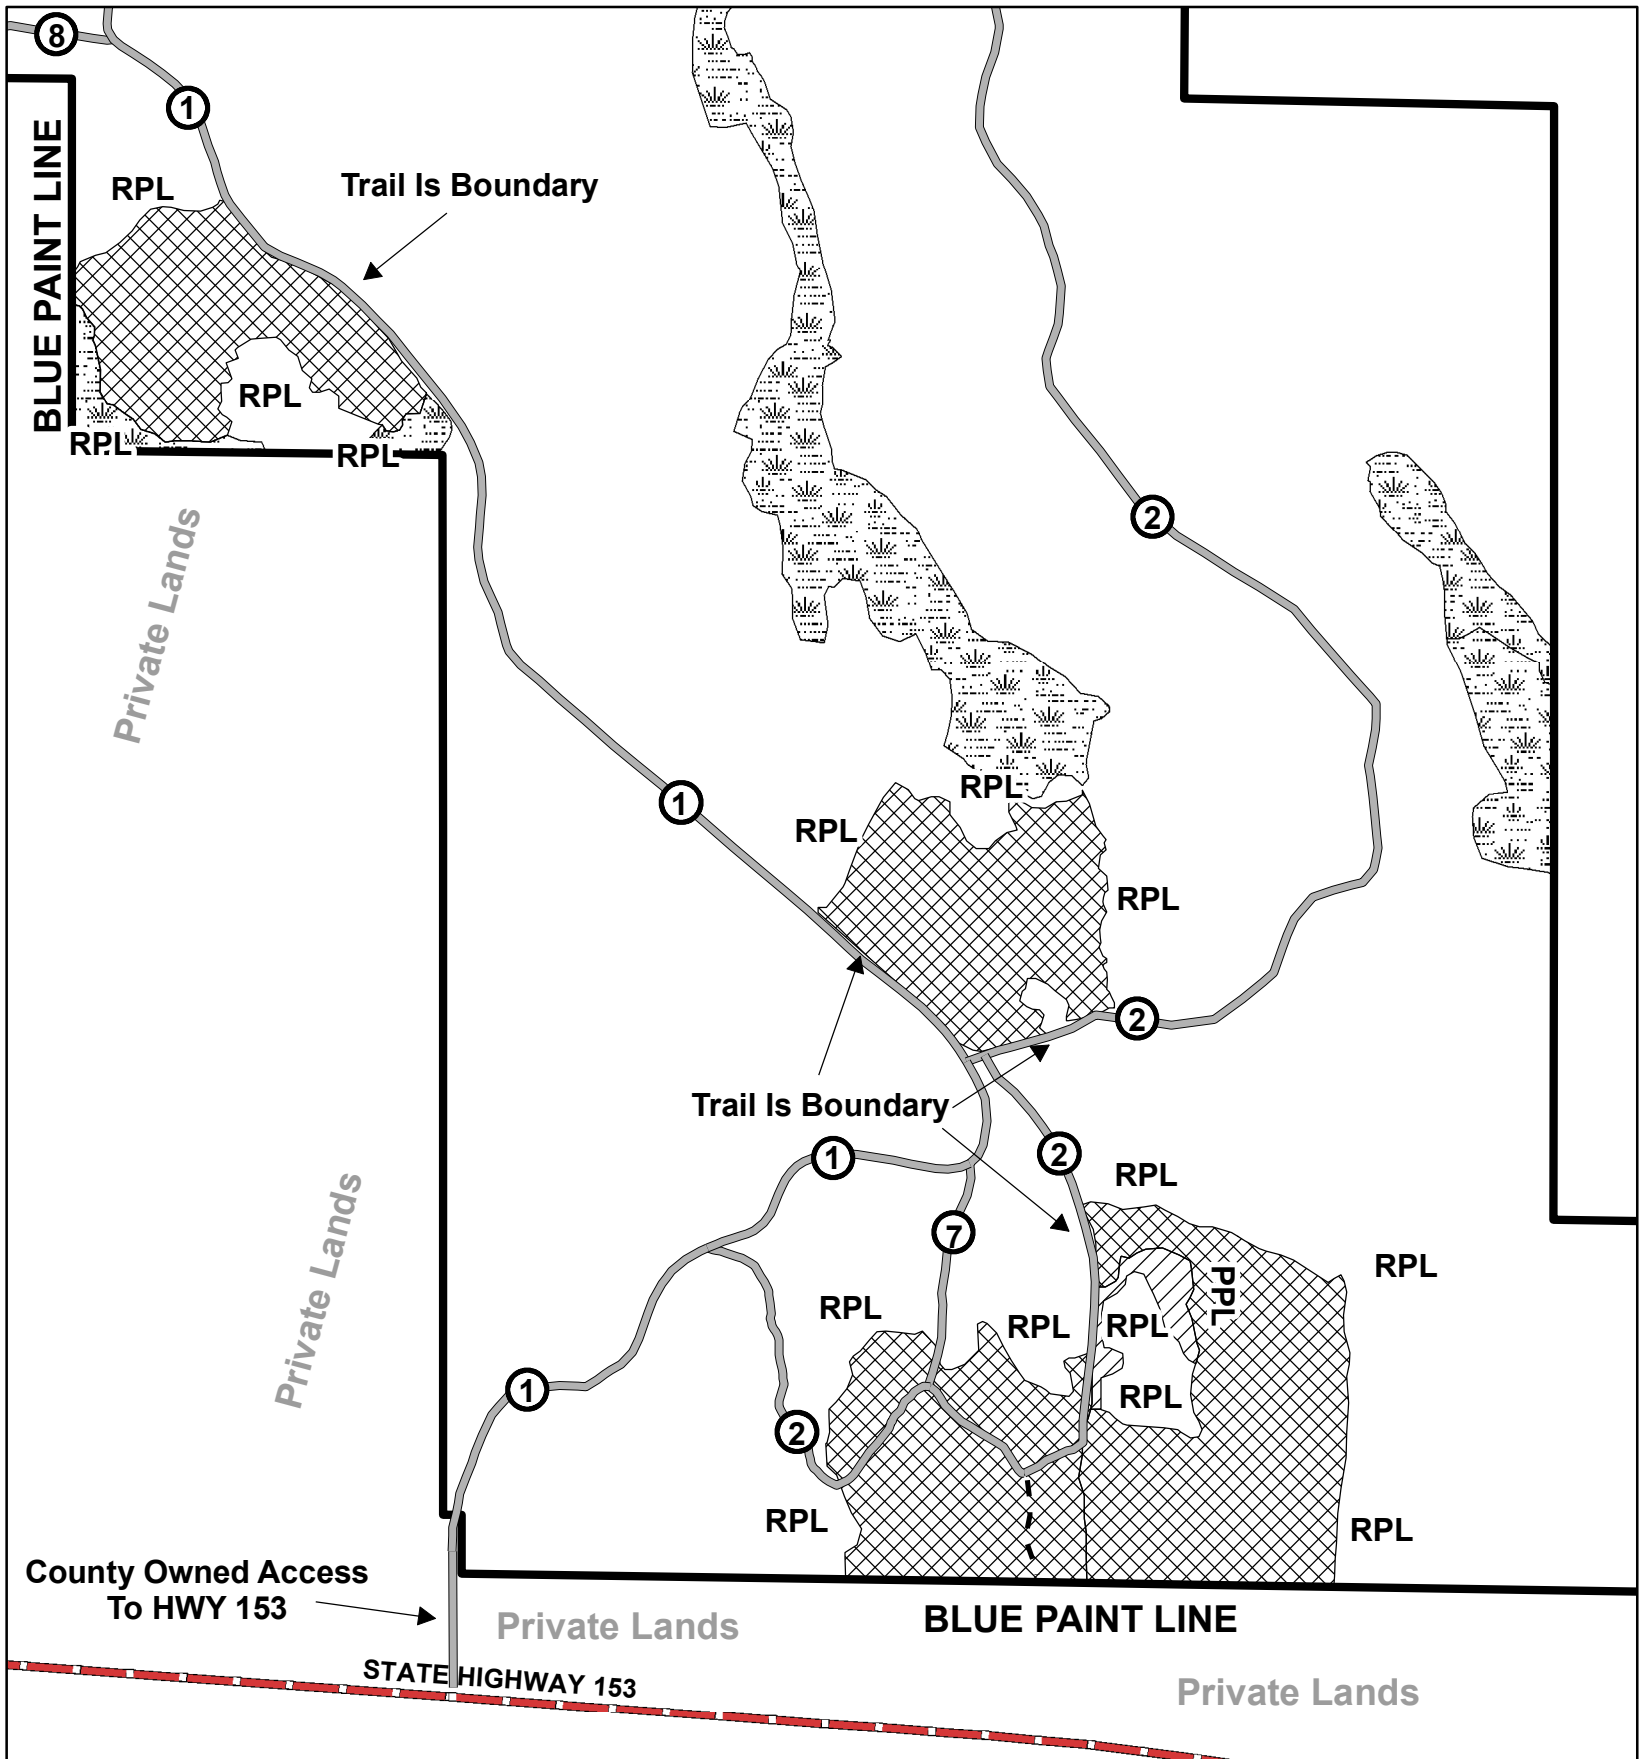 8
1
BLUE PAINT LINE
RPL
Trail Is Boundary
RPL
RPL
RPL
2
Private Lands
1
RPL
RPL
RPL
2
Trail Is Boundary
1
2
RPL
7
Private Lands
RPL
PPL
RPL
RPL
RPL
1
RPL
2
RPL
RPL
County Owned Access
To HWY 153
Private Lands
BLUE PAINT LINE
STATE HIGHWAY 153
Private Lands